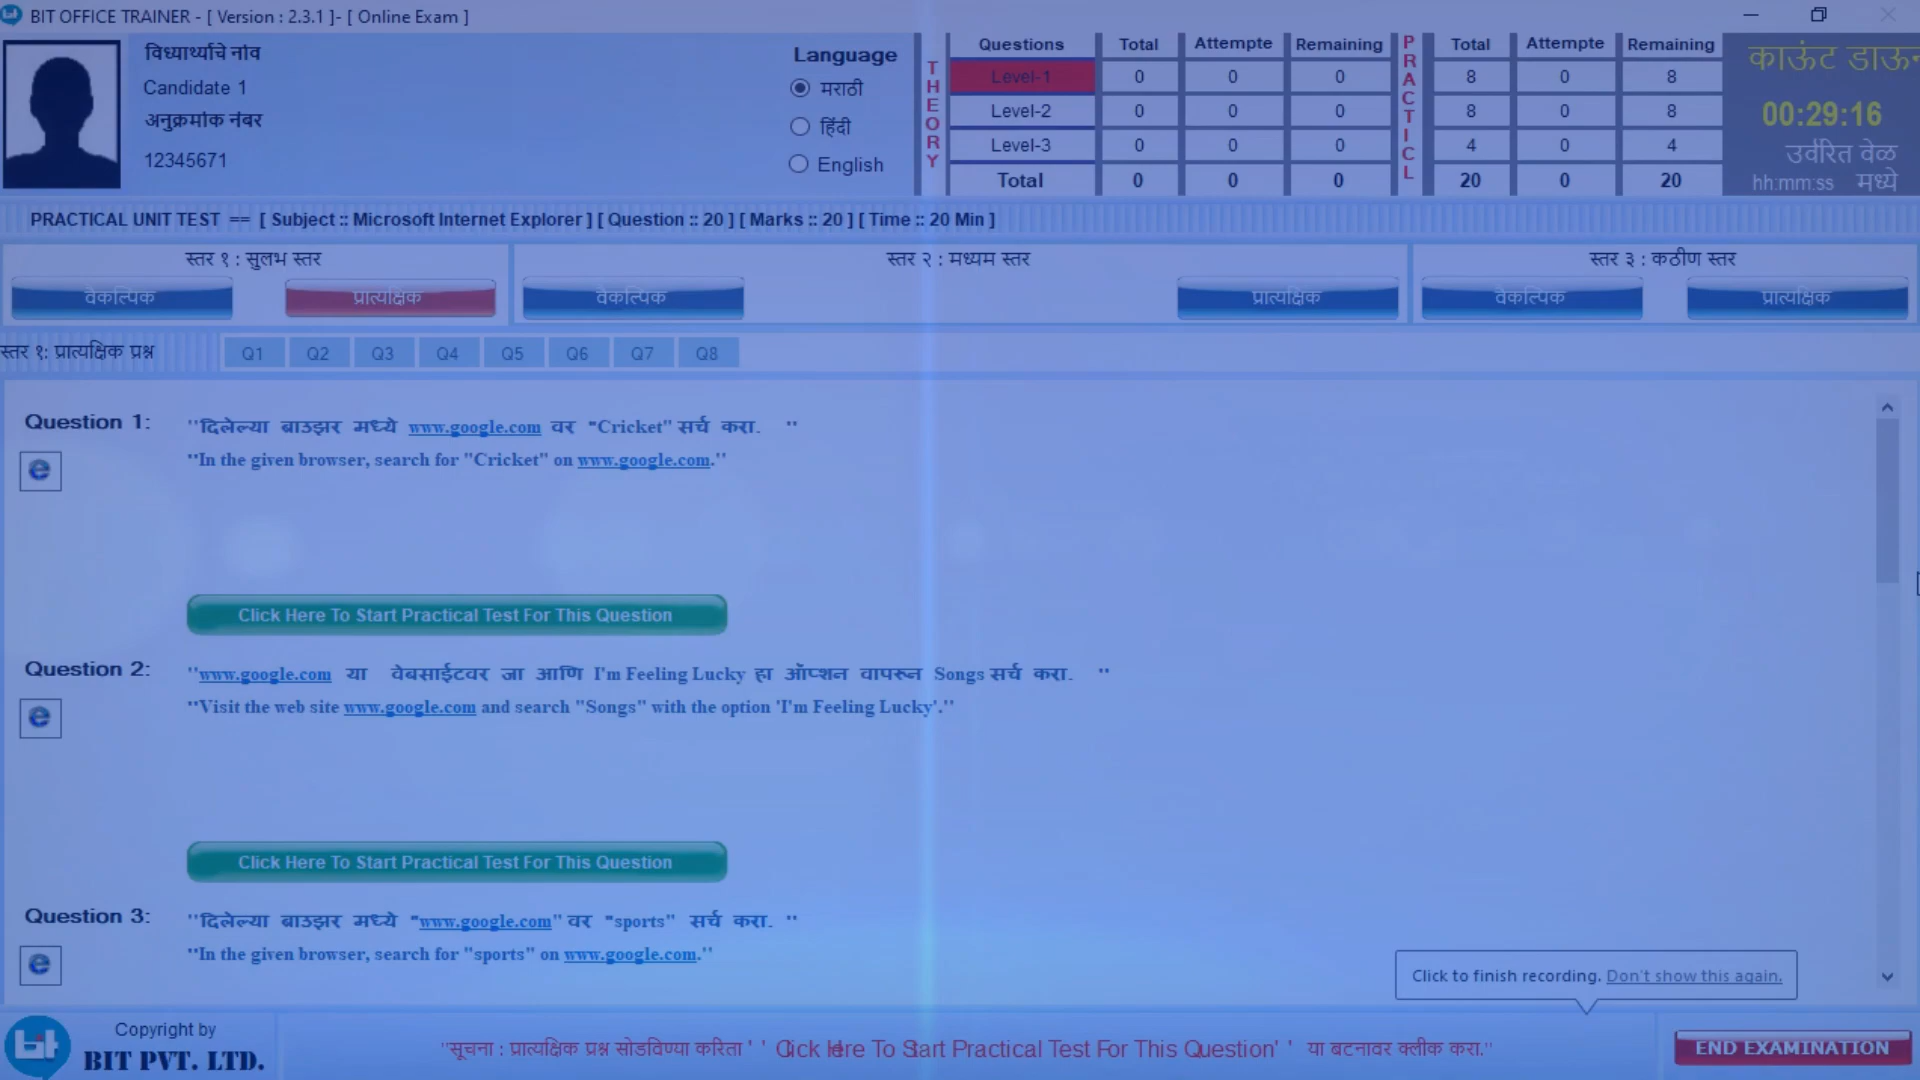 BIT OFFICE TRAINER - [ Version : 2.3.1 ]- [ Online Exam ]
विध्यार्थ्याचे नांव
Candidate 1
अनुक्रमांक नंबर
12345671
Language
मराठी
हिंदी
English
THEORY
Questions Total Attempte Remaining
Level-1 0 0 0
Level-2 0 0 0
Level-3 0 0 0
Total 0 0 0
PRACTICL
Total Attempte Remaining
8 0 8
8 0 8
4 0 4
20 0 20
काऊंट डाऊन
00:29:16
उर्वरित वेळ
hh:mm:ss मध्ये
PRACTICAL UNIT TEST == [ Subject :: Microsoft Internet Explorer ] [ Question :: 20 ] [ Marks :: 20 ] [ Time :: 20 Min ]
स्तर १ : सुलभ स्तर स्तर २ : मध्यम स्तर स्तर ३ : कठीण स्तर
वैकल्पिक प्रात्यक्षिक वैकल्पिक प्रात्यक्षिक वैकल्पिक प्रात्यक्षिक
स्तर १: प्रात्यक्षिक प्रश्न Q1 Q2 Q3 Q4 Q5 Q6 Q7 Q8
Question 1: "दिलेल्या ब्राउझर मध्ये www.google.com वर "Cricket" सर्च करा. "
"In the given browser, search for "Cricket" on www.google.com."
Click Here To Start Practical Test For This Question
Question 2: "www.google.com या वेबसाईटवर जा आणि I'm Feeling Lucky हा ऑप्शन वापरून Songs सर्च करा. "
"Visit the web site www.google.com and search "Songs" with the option 'I'm Feeling Lucky'."
Click Here To Start Practical Test For This Question
Question 3: "दिलेल्या ब्राउझर मध्ये "www.google.com" वर "sports" सर्च करा. "
"In the given browser, search for "sports" on www.google.com."
Click to finish recording. Don't show this again.
Copyright by
BIT PVT. LTD.
"सूचना : प्रात्यक्षिक प्रश्न सोडविण्या करिता ' ' Click Here To Start Practical Test For This Question' ' या बटनावर क्लीक करा."
END EXAMINATION